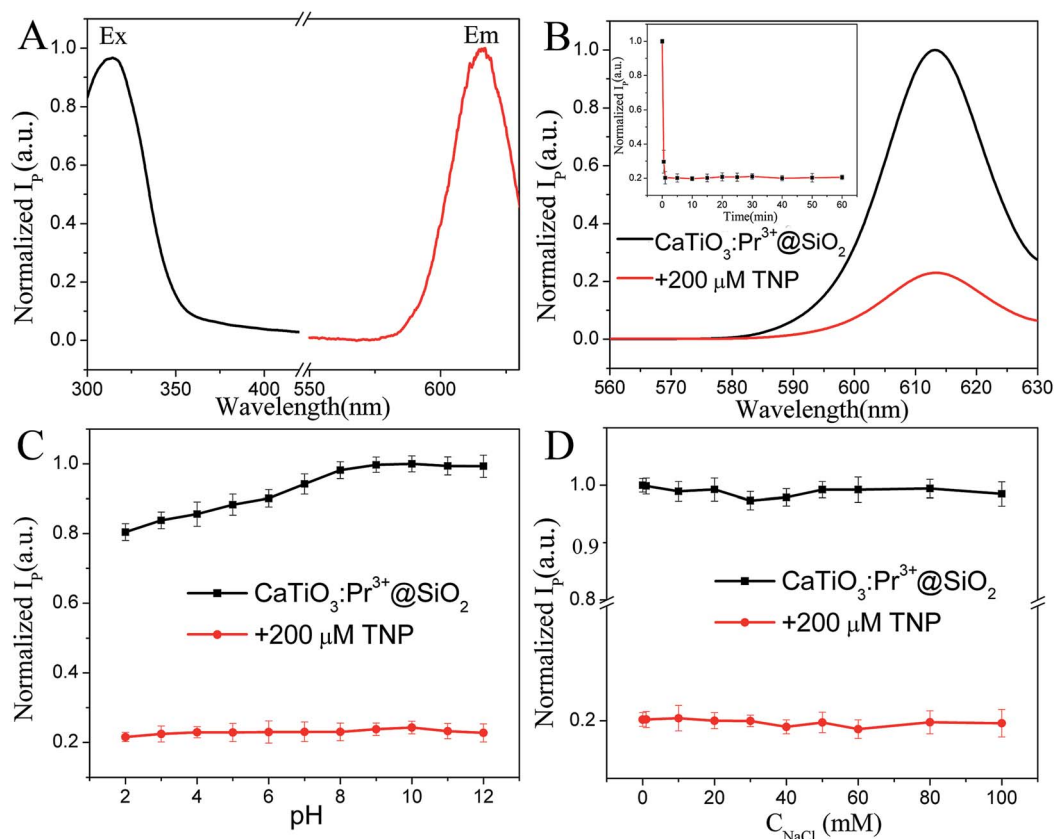 A
Ex
Em
Normalized I_P(a.u.)
1.0
0.8
0.6
0.4
0.2
0.0
300 350 400 550 600
Wavelength(nm)
B
Normalized I_P(a.u.)
1.0
0.8
0.6
0.4
0.2
0.0
Normalized I_P(a.u.)
1.0
0.8
0.6
0.4
0.2
0 10 20 30 40 50 60
Time(min)
CaTiO₃:Pr³⁺@SiO₂
+200 μM TNP
560 570 580 590 600 610 620 630
Wavelength(nm)
C
Normalized I_P(a.u.)
1.0
0.8
0.6
0.4
0.2
CaTiO₃:Pr³⁺@SiO₂
+200 μM TNP
2 4 6 8 10 12
pH
D
Normalized I_P(a.u.)
1.0
0.9
0.8
0.2
CaTiO₃:Pr³⁺@SiO₂
+200 μM TNP
0 20 40 60 80 100
C_NaCl (mM)